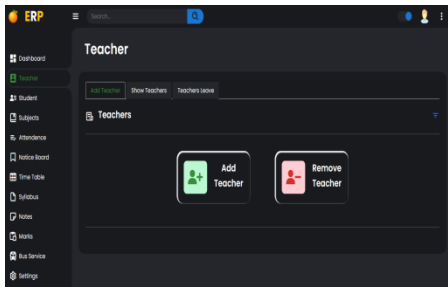 ERP
Search..
Teacher
Dashboard
Teacher
Student
Subjects
Attendence
Notice Board
Time Table
Syllabus
Notes
Marks
Bus Service
Settings
Add Teacher Show Teachers Teachers Leave
Teachers
Add
Teacher
Remove
Teacher